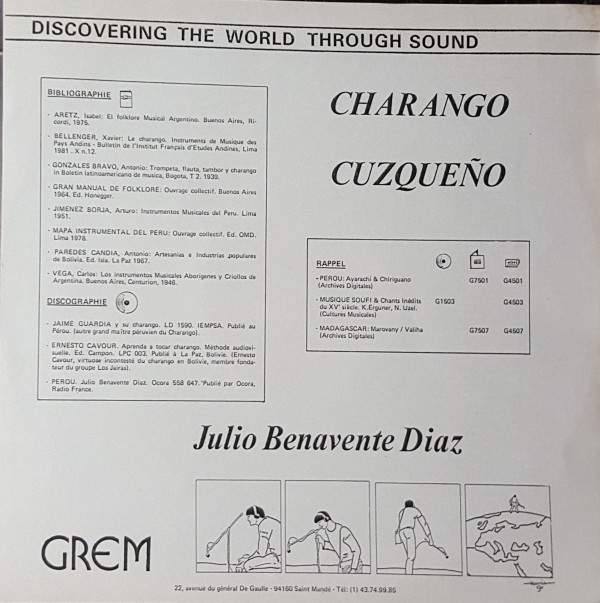 DISCOVERING THE WORLD THROUGH SOUND
BIBLIOGRAPHIE
- ARETZ, Isabel: El folklore Musical Argentino. Buenos Aires, Ri-
cordi, 1975.
- BELLENGER, Xavier: Le charango. Instruments de Musique des
Pays Andins - Bulletin de l'Institut Français d'Etudes Andines, Lima
1981. X n.12.
- GONZALES BRAVO, Antonio: Trompeta, flauta, tambor y charango
in Boletin latinoamericano de musica, Bogota, T 2. 1939.
- GRAN MANUAL DE FOLKLORE: Ouvrage collectif. Buenos Aires
1964. Ed. Honegger.
- JIMENEZ BORJA, Arturo: Instrumentos Musicales del Peru. Lima
1951.
- MAPA INSTRUMENTAL DEL PERU: Ouvrage collectif. Ed. OMD.
Lima 1978.
- PAREDES CANDIA, Antonio: Artesanias e Industrias populares
de Bolivia. Ed. Isla. La Paz 1967.
- VEGA, Carlos: Los instrumentos Musicales Aborigenes y Criollos de
Argentina. Buenos Aires, Centurion, 1946.
DISCOGRAPHIE
- JAIME GUARDIA y su charango. LD 1590. IEMPSA. Publié au
Pérou. (autre grand maître péruvien du Charango).
- ERNESTO CAVOUR. Aprenda a tocar charango. Méthode audiovi-
suelle. Ed. Campon. LPC 003. Publié à La Paz, Bolivie. (Ernesto
Cavour, virtuose incontesté du charango en Bolivie, membre fonda-
teur du groupe Los Jairas).
- PEROU. Julio Benavente Diaz. Ocora 558 647. Publié par Ocora,
Radio France.
CHARANGO
CUZQUEÑO
RAPPEL
- PEROU: Ayarachi & Chiriguano G7501 G4501
(Archives Digitales)
- MUSIQUE SOUFI & Chants Inédits G1503 G4503
du XVe siècle. K.Erguner, N. Uzel.
(Cultures Musicales)
- MADAGASCAR: Marovany / Valiha G7507 G4507
(Archives Digitales)
Julio Benavente Diaz
GREM
22, avenue du général De Gaulle - 94160 Saint Mandé - Tél: (1) 43.74.99.85